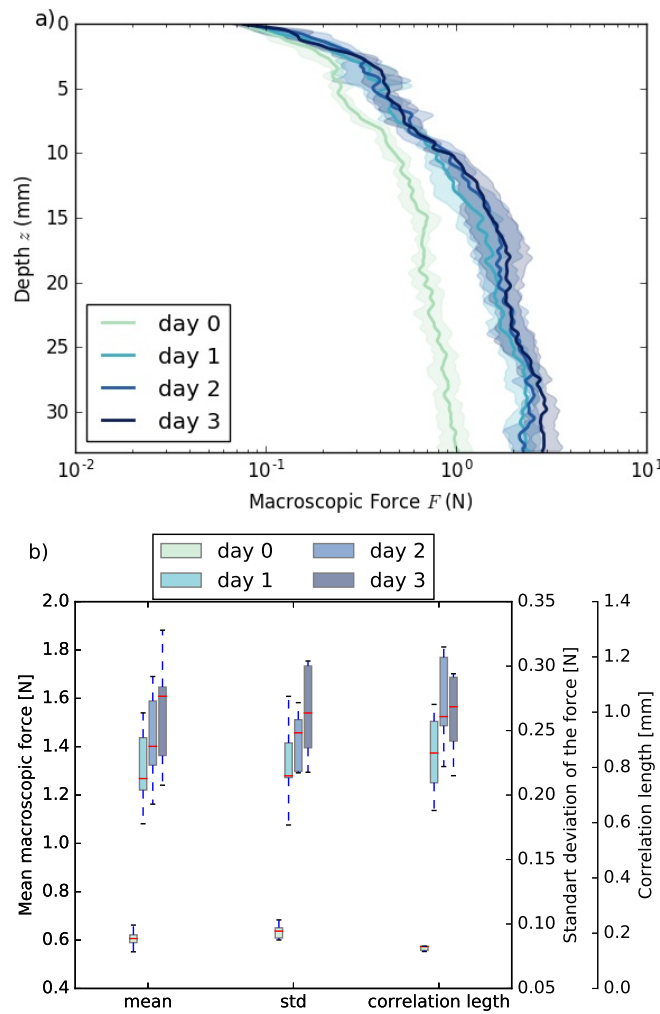 a)
0
5
10
15
20
25
30
Depth z (mm)
day 0
day 1
day 2
day 3
10⁻² 10⁻¹ 10⁰ 10¹
Macroscopic Force F (N)
b)
day 0 day 2
day 1 day 3
2.0
1.8
1.6
1.4
1.2
1.0
0.8
0.6
0.4
Mean macroscopic force [N]
0.35
0.30
0.25
0.20
0.15
0.10
0.05
Standart deviation of the force [N]
1.4
1.2
1.0
0.8
0.6
0.4
0.2
0.0
Correlation length [mm]
mean std correlation legth